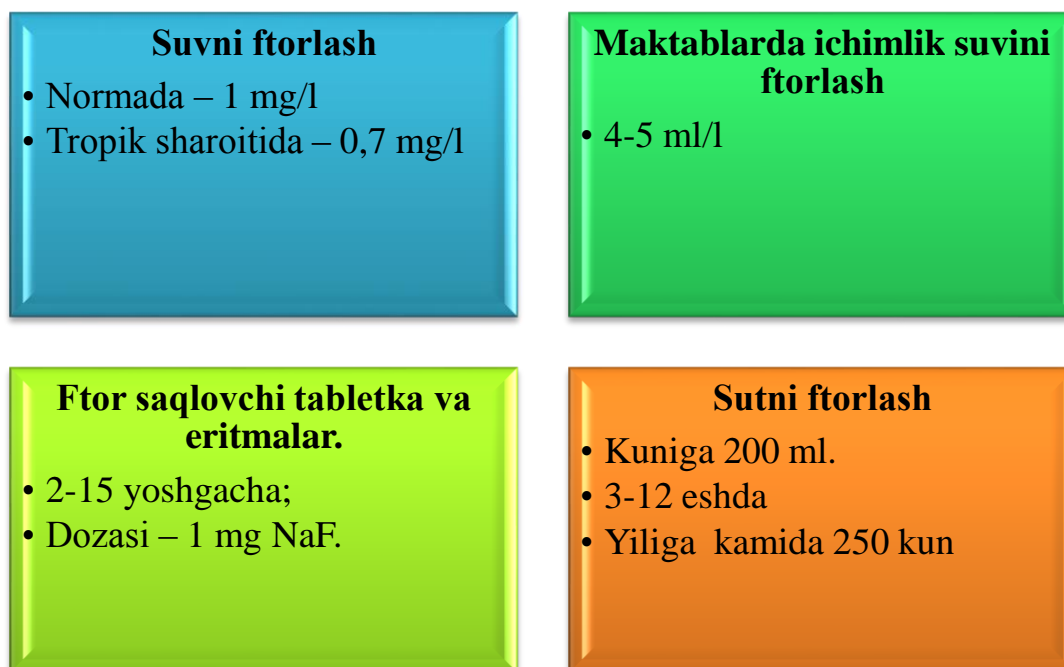 Suvni ftorlash
• Normada – 1 mg/l
• Tropik sharoitida – 0,7 mg/l
Maktablarda ichimlik suvini
ftorlash
• 4-5 ml/l
Ftor saqlovchi tabletka va
eritmalar.
• 2-15 yoshgacha;
• Dozasi – 1 mg NaF.
Sutni ftorlash
• Kuniga 200 ml.
• 3-12 eshda
• Yiliga kamida 250 kun